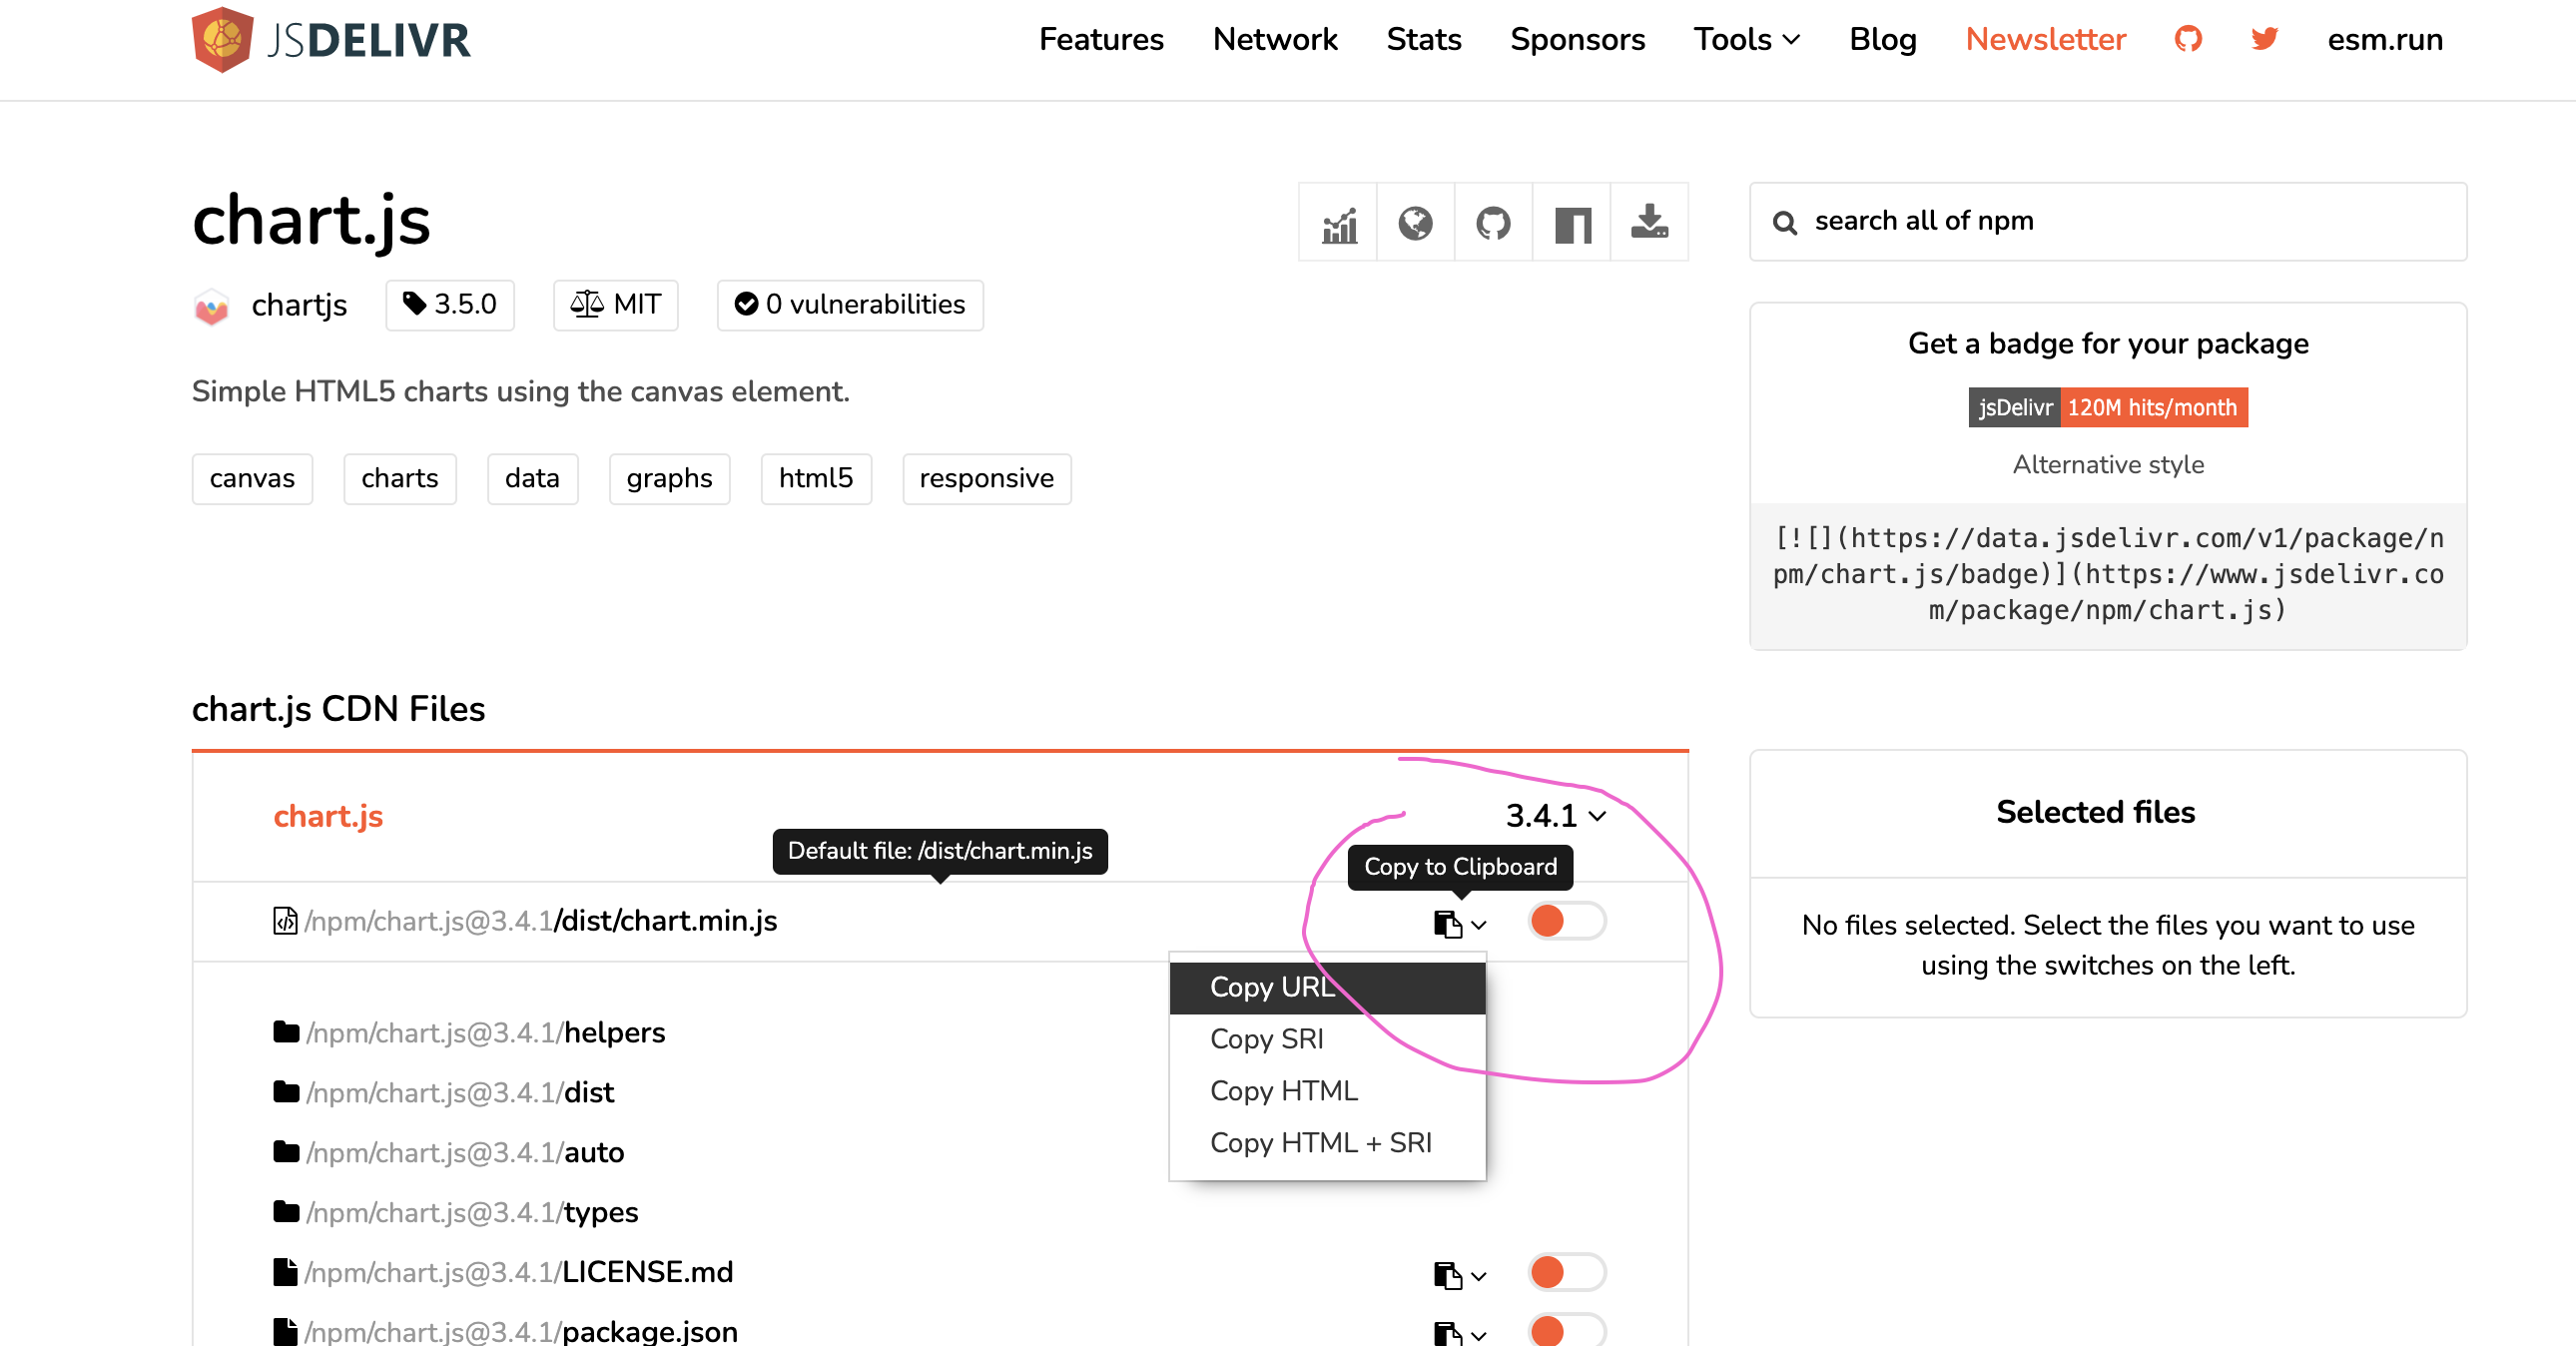 JSDELIVR
Features Network Stats Sponsors Tools Blog Newsletter esm.run
chart.js
search all of npm
chartjs 3.5.0 MIT 0 vulnerabilities
Simple HTML5 charts using the canvas element.
canvas charts data graphs html5 responsive
Get a badge for your package
jsDelivr 120M hits/month
Alternative style
[![](https://data.jsdelivr.com/v1/package/n
pm/chart.js/badge)](https://www.jsdelivr.co
m/package/npm/chart.js)
chart.js CDN Files
chart.js 3.4.1
Default file: /dist/chart.min.js
Copy to Clipboard
/npm/chart.js@3.4.1/dist/chart.min.js
Copy URL
Copy SRI
Copy HTML
Copy HTML + SRI
/npm/chart.js@3.4.1/helpers
/npm/chart.js@3.4.1/dist
/npm/chart.js@3.4.1/auto
/npm/chart.js@3.4.1/types
/npm/chart.js@3.4.1/LICENSE.md
/npm/chart.js@3.4.1/package.json
Selected files
No files selected. Select the files you want to use
using the switches on the left.